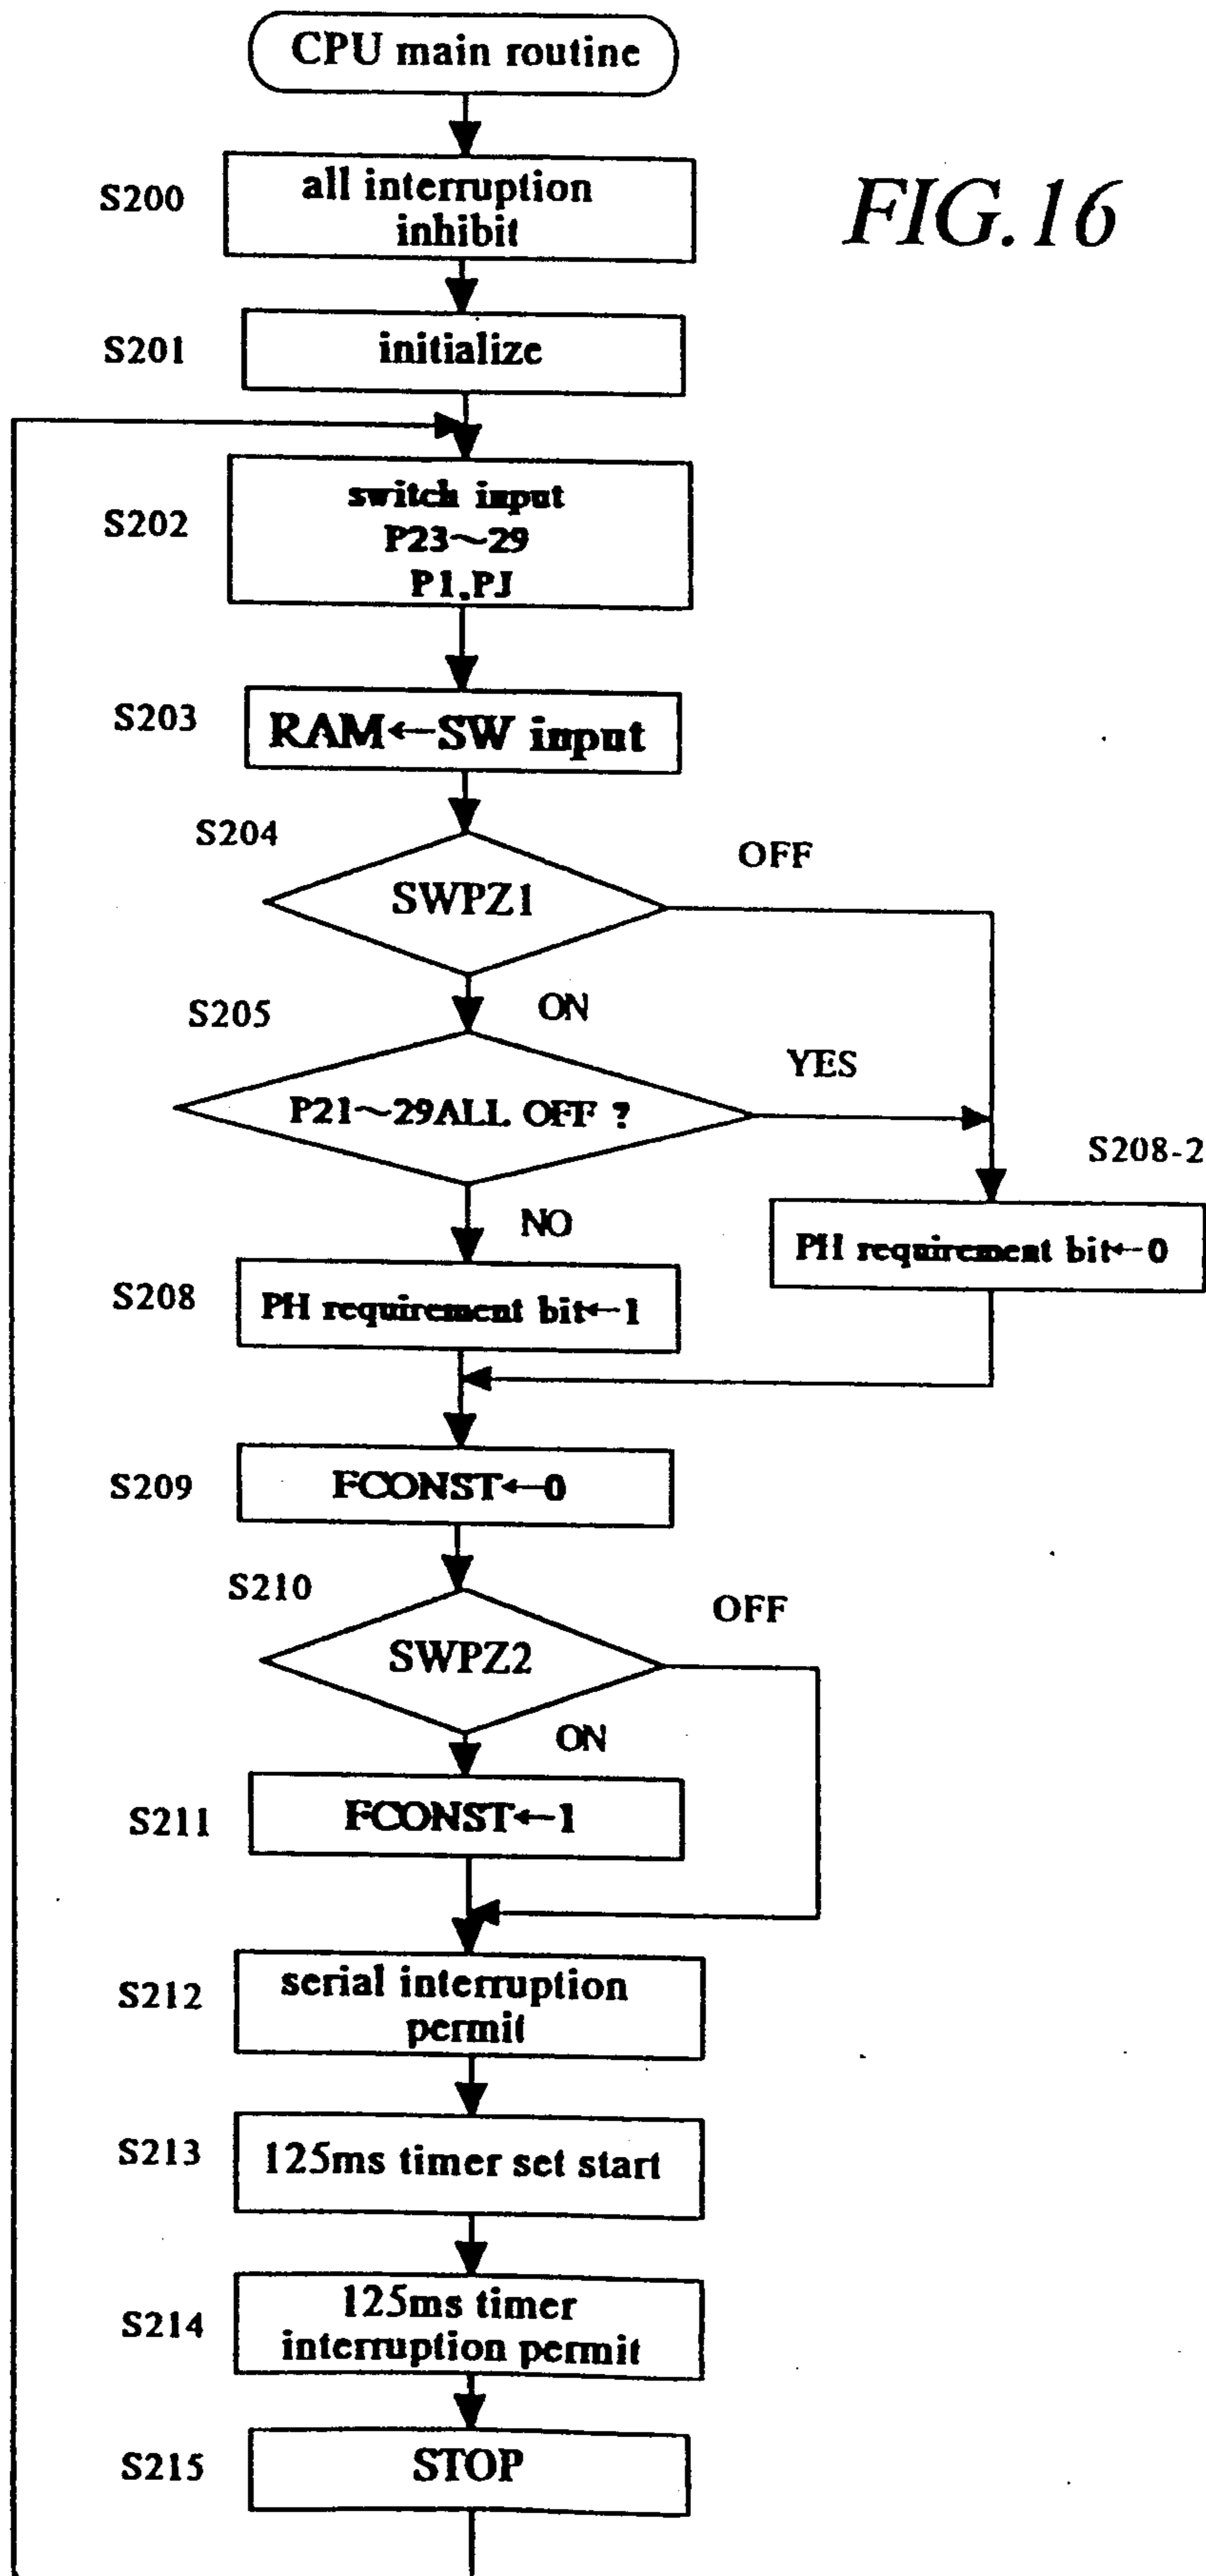 CPU main routine
FIG.16
S200
all interruption
inhibit
S201
initialize
S202
switch input
P23~29
P1,PJ
S203
RAM←SW input
S204
SWPZ1
OFF
ON
S205
P21~29ALL OFF ?
YES
NO
S208-2
PH requirement bit←0
S208
PH requirement bit←1
S209
FCONST←0
S210
SWPZ2
OFF
ON
S211
FCONST←1
S212
serial interruption
permit
S213
125ms timer set start
S214
125ms timer
interruption permit
S215
STOP